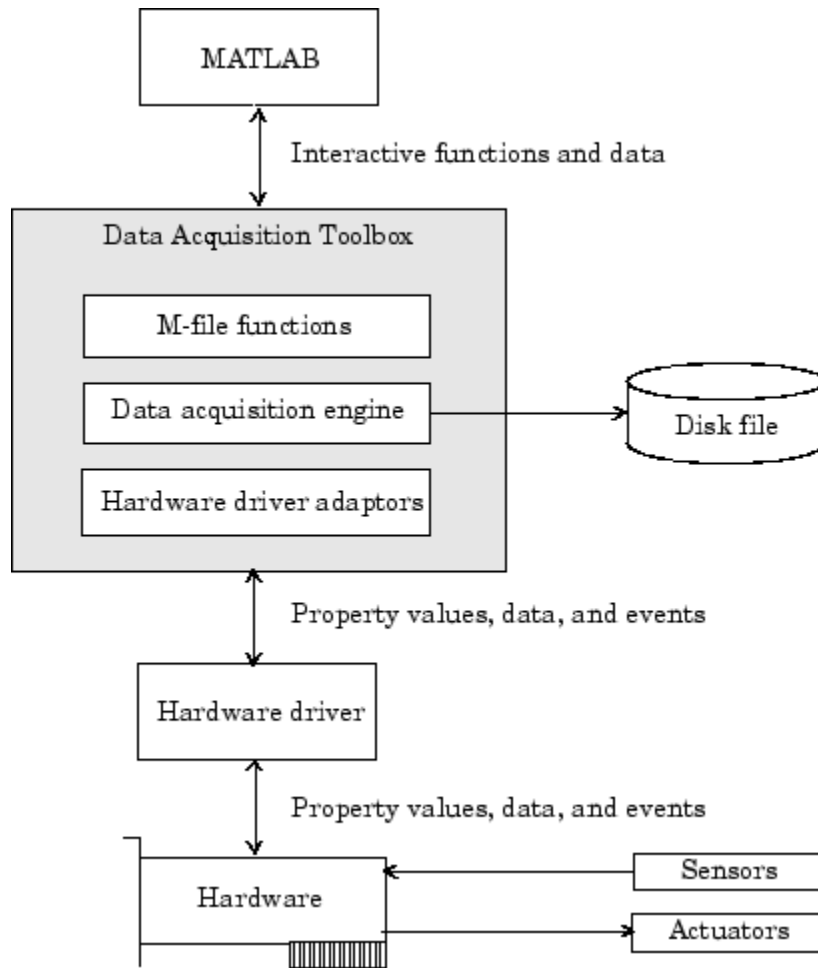 MATLAB
Interactive functions and data
Data Acquisition Toolbox
M-file functions
Data acquisition engine
Disk file
Hardware driver adaptors
Property values, data, and events
Hardware driver
Property values, data, and events
Sensors
Hardware
Actuators